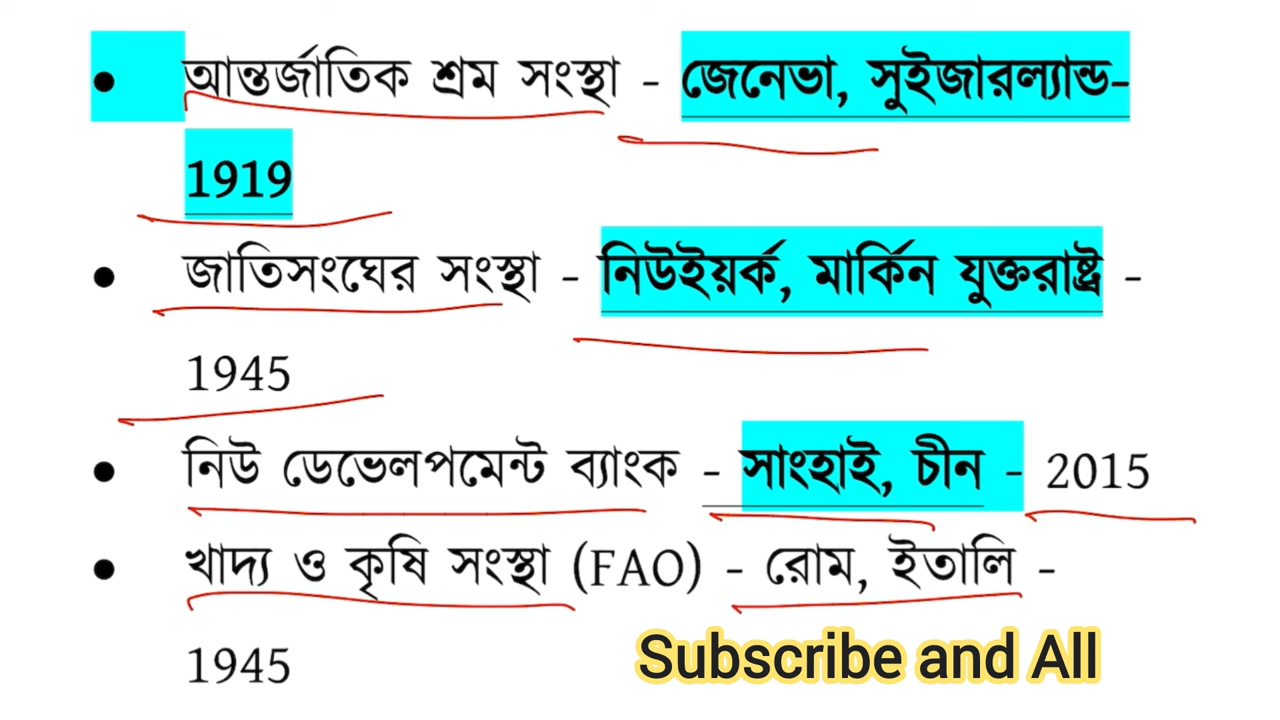 ● আন্তর্জাতিক শ্রম সংস্থা - জেনেভা, সুইজারল্যান্ড-
1919
● জাতিসংঘের সংস্থা - নিউইয়র্ক, মার্কিন যুক্তরাষ্ট্র -
1945
● নিউ ডেভেলপমেন্ট ব্যাংক - সাংহাই, চীন - 2015
● খাদ্য ও কৃষি সংস্থা (FAO) - রোম, ইতালি -
1945
Subscribe and All